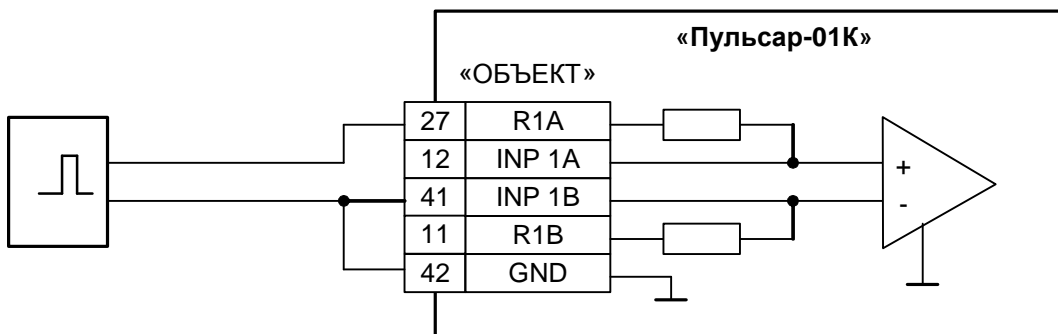 «Пульсар-01К»
«ОБЪЕКТ»
27 R1A
12 INP 1A
41 INP 1B
11 R1B
42 GND
+
-